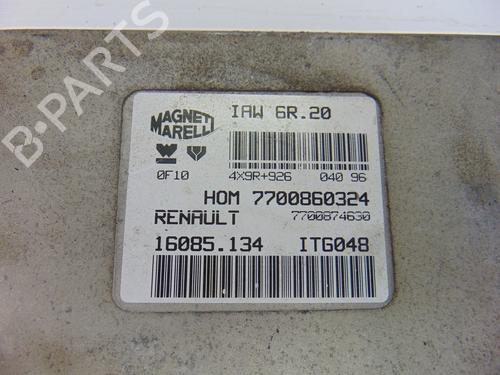 B-PARTS
MAGNETI MARELLI
IAW 6R.20
0F10
4X9R+926
040 96
HOM 7700860324
RENAULT
7700874630
16085.134
ITG048